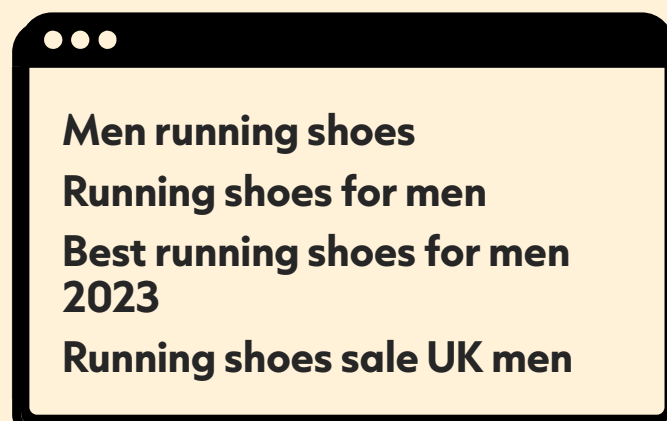 Men running shoes
Running shoes for men
Best running shoes for men
2023
Running shoes sale UK men